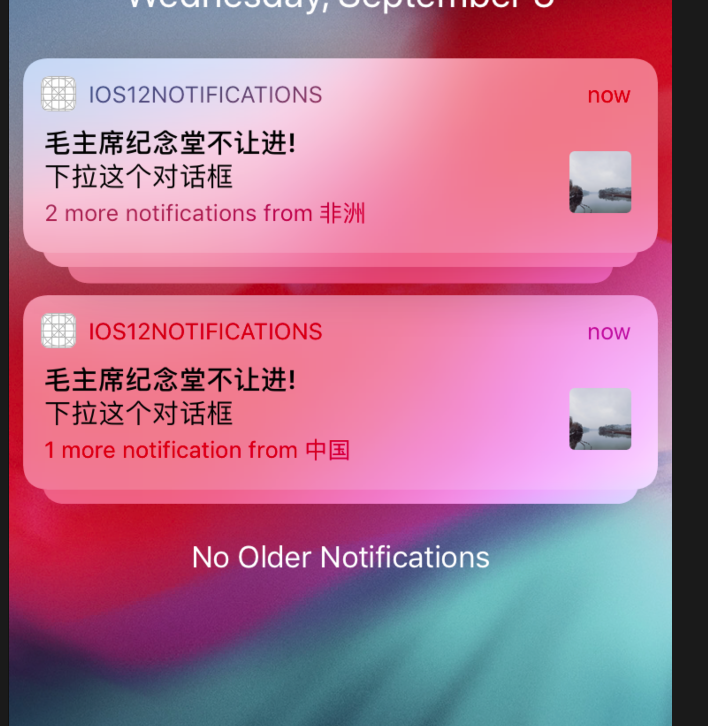 Wednesday, September
IOS12NOTIFICATIONS now
毛主席纪念堂不让进!
下拉这个对话框
2 more notifications from 非洲
IOS12NOTIFICATIONS now
毛主席纪念堂不让进!
下拉这个对话框
1 more notification from 中国
No Older Notifications